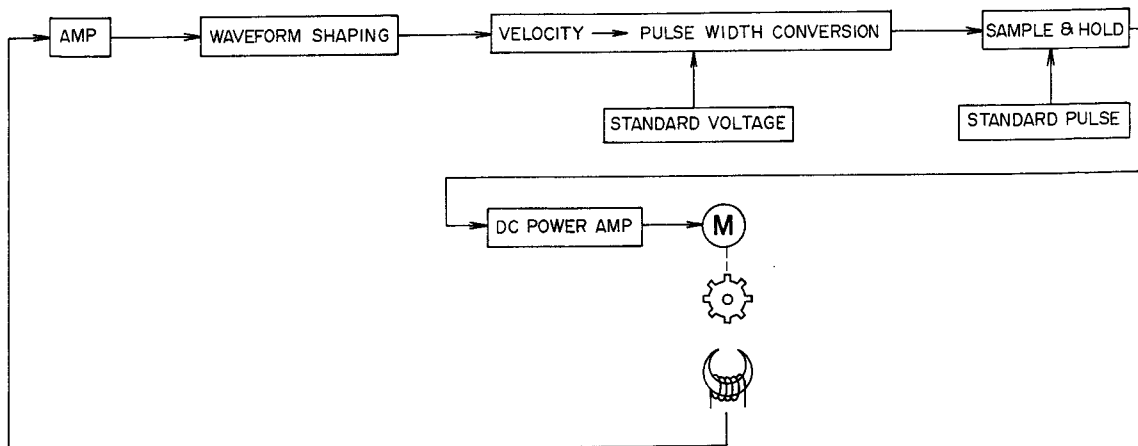 AMP
WAVEFORM SHAPING
VELOCITY → PULSE WIDTH CONVERSION
SAMPLE & HOLD
STANDARD VOLTAGE
STANDARD PULSE
DC POWER AMP
M